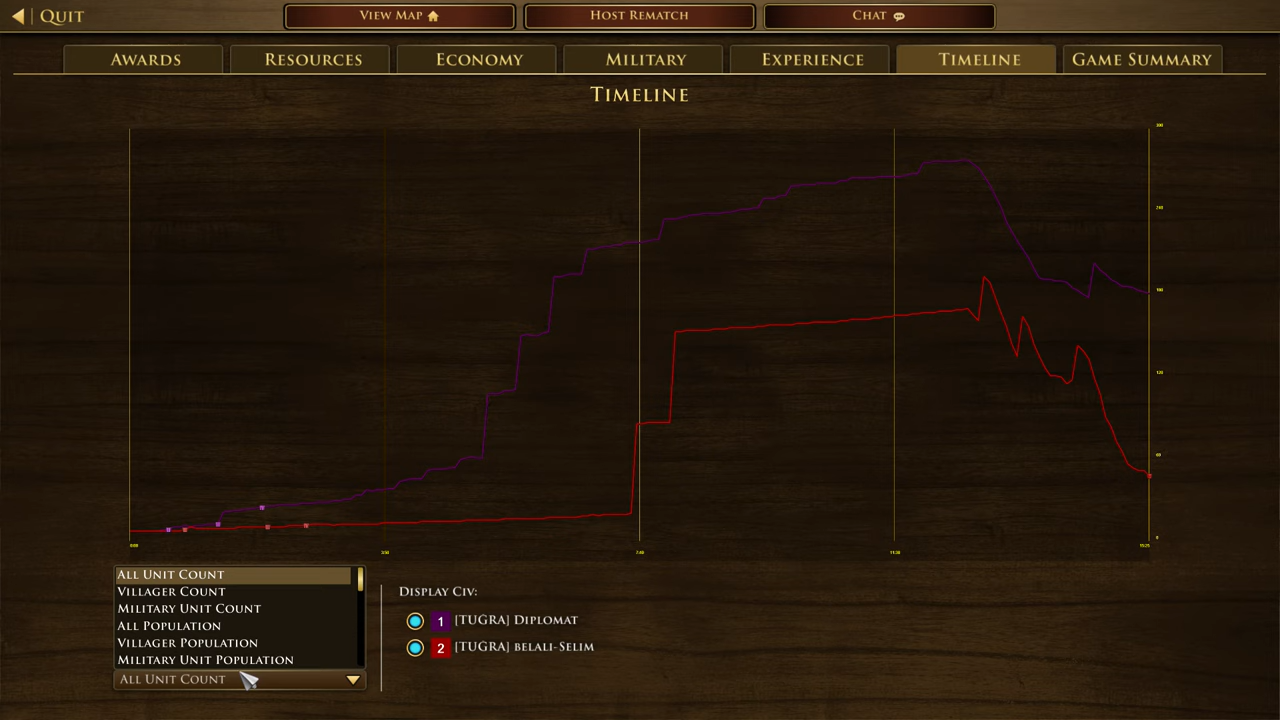 QUIT
VIEW MAP
HOST REMATCH
CHAT
AWARDS
RESOURCES
ECONOMY
MILITARY
EXPERIENCE
TIMELINE
GAME SUMMARY
TIMELINE
ALL UNIT COUNT
VILLAGER COUNT
MILITARY UNIT COUNT
ALL POPULATION
VILLAGER POPULATION
MILITARY UNIT POPULATION
ALL UNIT COUNT
DISPLAY CIV:
1 [TUGRA] DIPLOMAT
2 [TUGRA] BELALI-SELIM